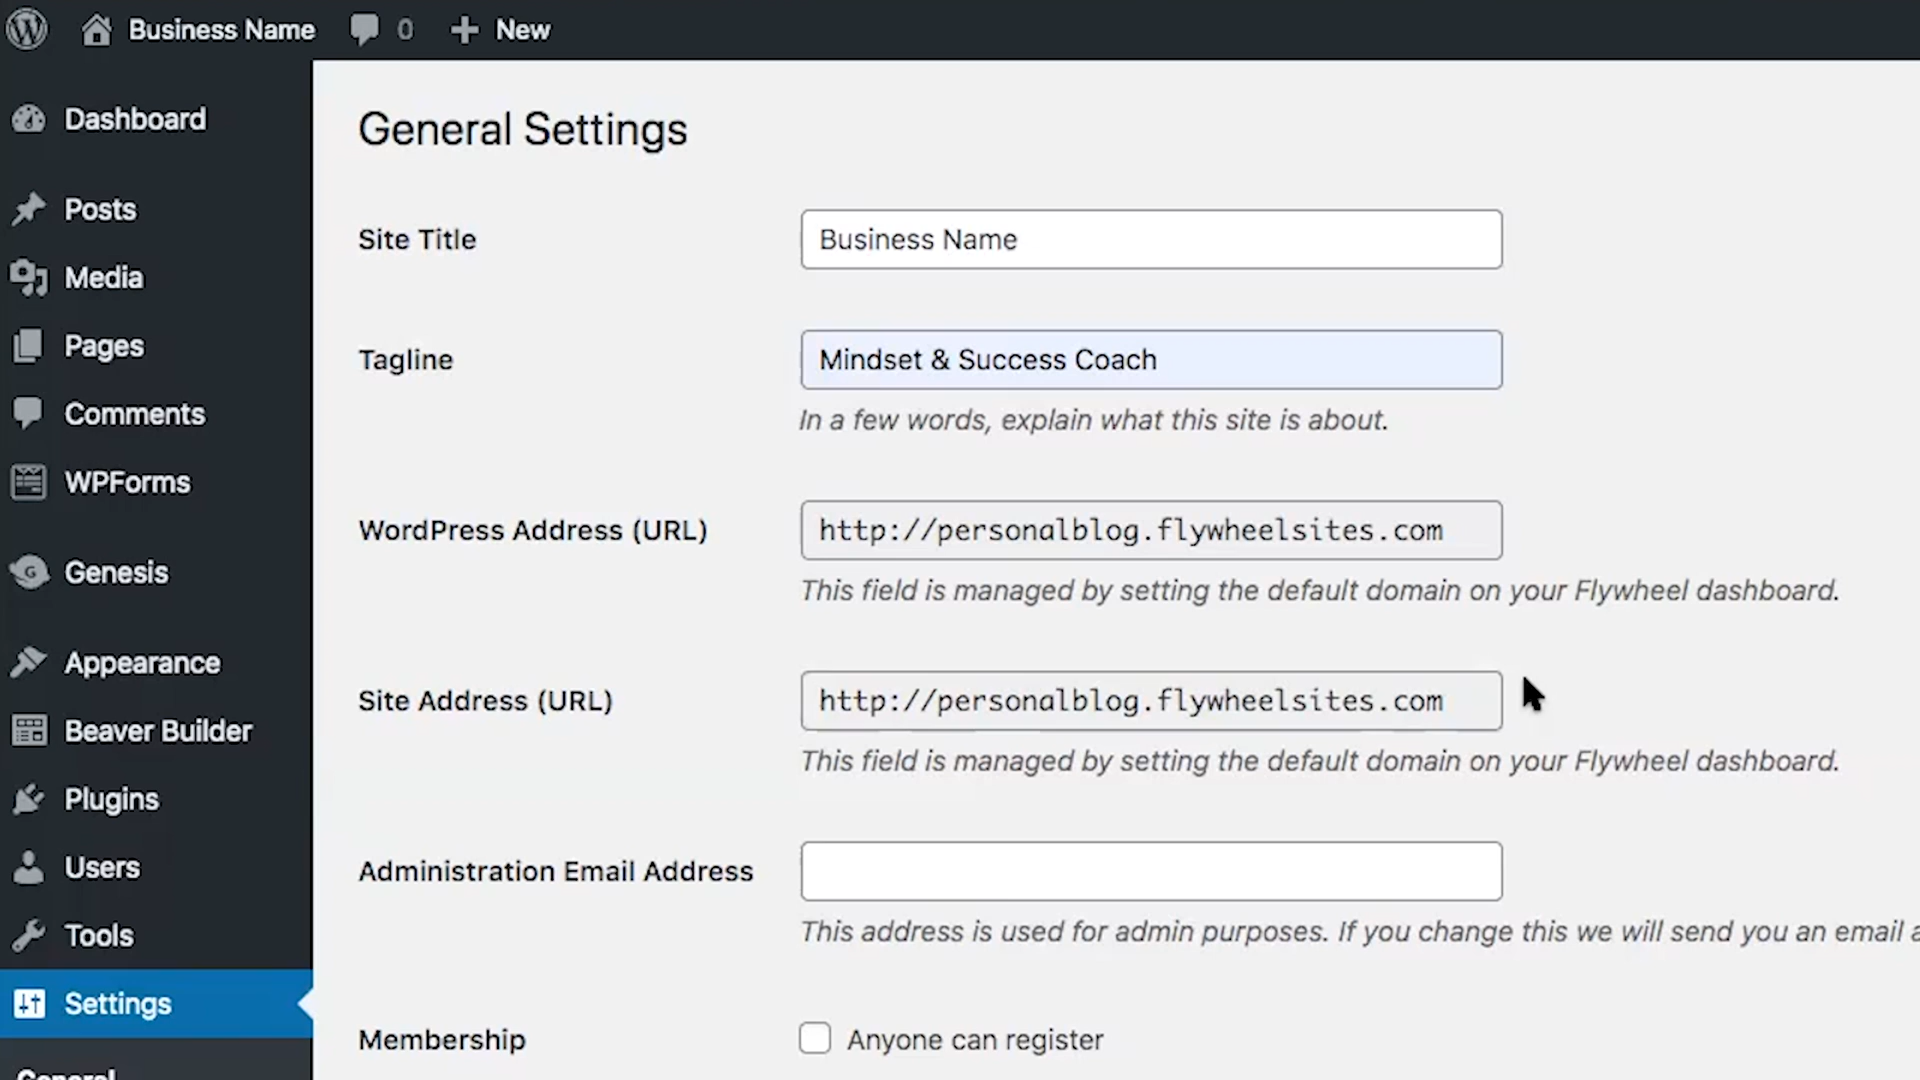 Business Name 0 New
Dashboard
Posts
Media
Pages
Comments
WPForms
Genesis
Appearance
Beaver Builder
Plugins
Users
Tools
Settings
General
General Settings
Site Title Business Name
Tagline Mindset & Success Coach
In a few words, explain what this site is about.
WordPress Address (URL) http://personalblog.flywheelsites.com
This field is managed by setting the default domain on your Flywheel dashboard.
Site Address (URL) http://personalblog.flywheelsites.com
This field is managed by setting the default domain on your Flywheel dashboard.
Administration Email Address
This address is used for admin purposes. If you change this we will send you an email a
Membership Anyone can register